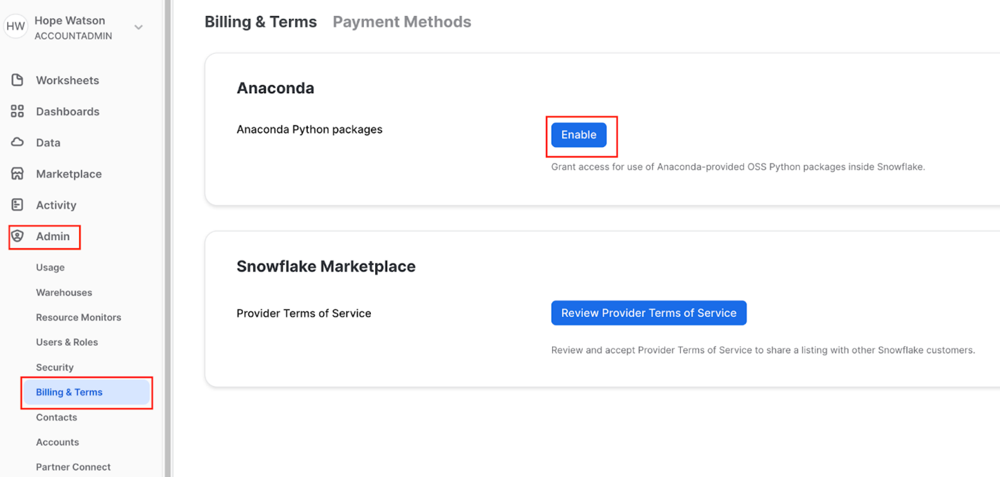 HW
Hope Watson
ACCOUNTADMIN
Worksheets
Dashboards
Data
Marketplace
Activity
Admin
Usage
Warehouses
Resource Monitors
Users & Roles
Security
Billing & Terms
Contacts
Accounts
Partner Connect
Billing & Terms Payment Methods
Anaconda
Anaconda Python packages
Enable
Grant access for use of Anaconda-provided OSS Python packages inside Snowflake.
Snowflake Marketplace
Provider Terms of Service
Review Provider Terms of Service
Review and accept Provider Terms of Service to share a listing with other Snowflake customers.